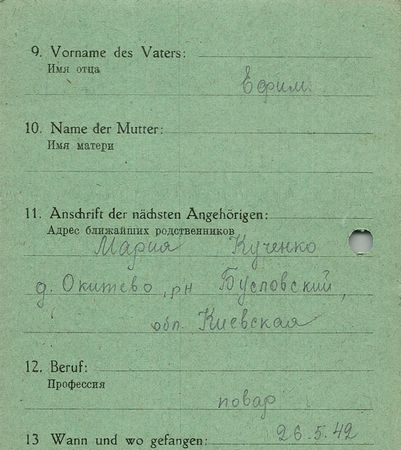 9. Vorname des Vaters:
Имя отца
Ефим
10. Name der Mutter:
Имя матери
11. Anschrift der nächsten Angehörigen:
Адрес ближайших родственников
Мария Кученко
д. Окитево, рн Бусловский,
обл. Киевская
12. Beruf:
Профессия
повар
13 Wann und wo gefangen: 26.5.42